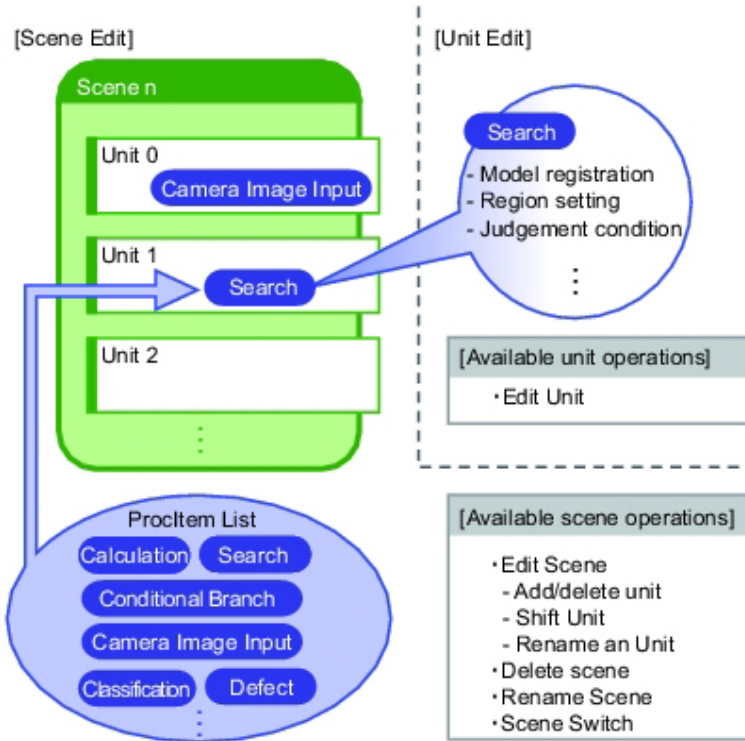 [Scene Edit]
Scene n
Unit 0
Camera Image Input
Unit 1
Search
Unit 2
ProcItem List
Calculation
Search
Conditional Branch
Camera Image Input
Classification
Defect
[Unit Edit]
Search
- Model registration
- Region setting
- Judgement condition
[Available unit operations]
・Edit Unit
[Available scene operations]
・Edit Scene
- Add/delete unit
- Shift Unit
- Rename an Unit
・Delete scene
・Rename Scene
・Scene Switch